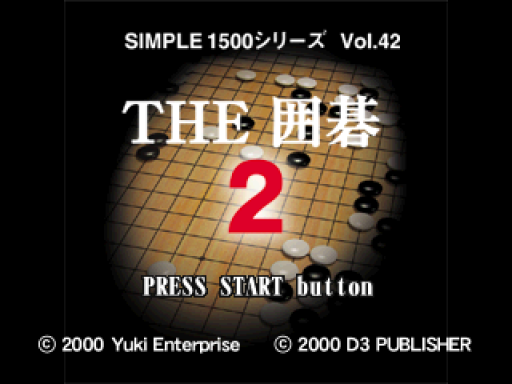 SIMPLE 1500シリーズ Vol.42
THE 囲碁
2
PRESS START button
© 2000 Yuki Enterprise © 2000 D3 PUBLISHER